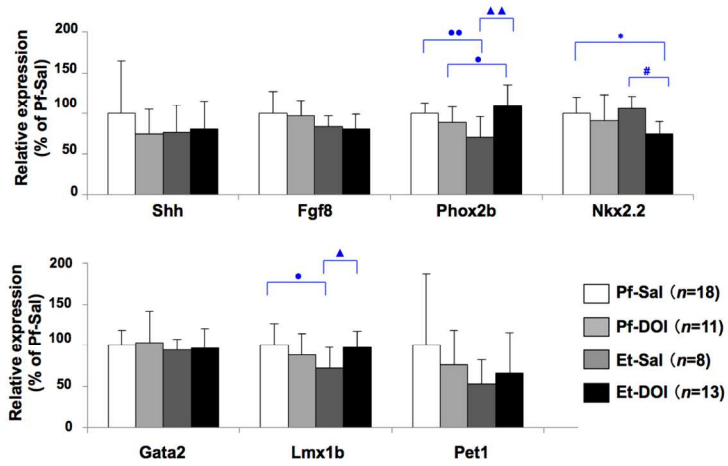 Relative expression
(% of Pf-Sal)
200
150
100
50
0
●●
▲▲
●
*
#
Shh Fgf8 Phox2b Nkx2.2
Relative expression
(% of Pf-Sal)
200
150
100
50
0
●
▲
Gata2 Lmx1b Pet1
Pf-Sal (n=18)
Pf-DOI (n=11)
Et-Sal (n=8)
Et-DOI (n=13)